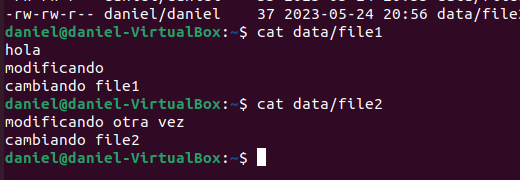 -rw-rw-r-- daniel/daniel 37 2023-05-24 20:56 data/file
daniel@daniel-VirtualBox:~$ cat data/file1
hola
modificando
cambiando file1
daniel@daniel-VirtualBox:~$ cat data/file2
modificando otra vez
cambiando file2
daniel@daniel-VirtualBox:~$